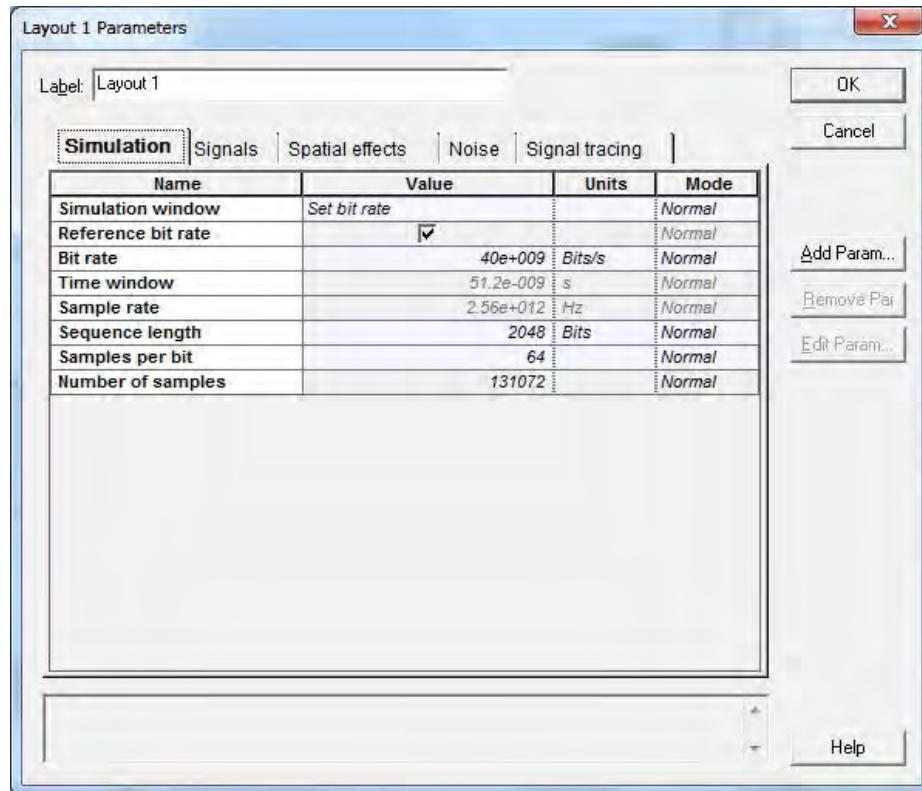 Layout 1 Parameters
Label: Layout 1
OK
Cancel
Simulation Signals Spatial effects Noise Signal tracing
Name Value Units Mode
Simulation window Set bit rate Normal
Reference bit rate Normal
Bit rate 40e+009 Bits/s Normal
Time window 51.2e-009 s Normal
Sample rate 2.56e+012 Hz Normal
Sequence length 2048 Bits Normal
Samples per bit 64 Normal
Number of samples 131072 Normal
Add Param...
Remove Par
Edit Param...
Help